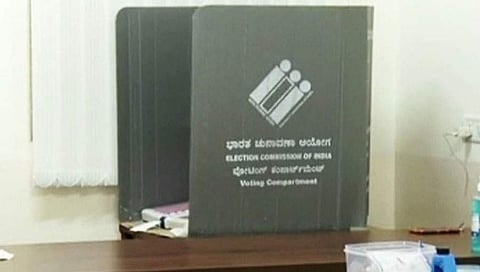 ಭಾರತ ಚುನಾವಣಾ ಆಯೋಗ
ELECTION COMMISSION OF INDIA
ವೋಟಿಂಗ್ ಕಂಪಾರ್ಟ್‌ಮೆಂಟ್
Voting Compartment